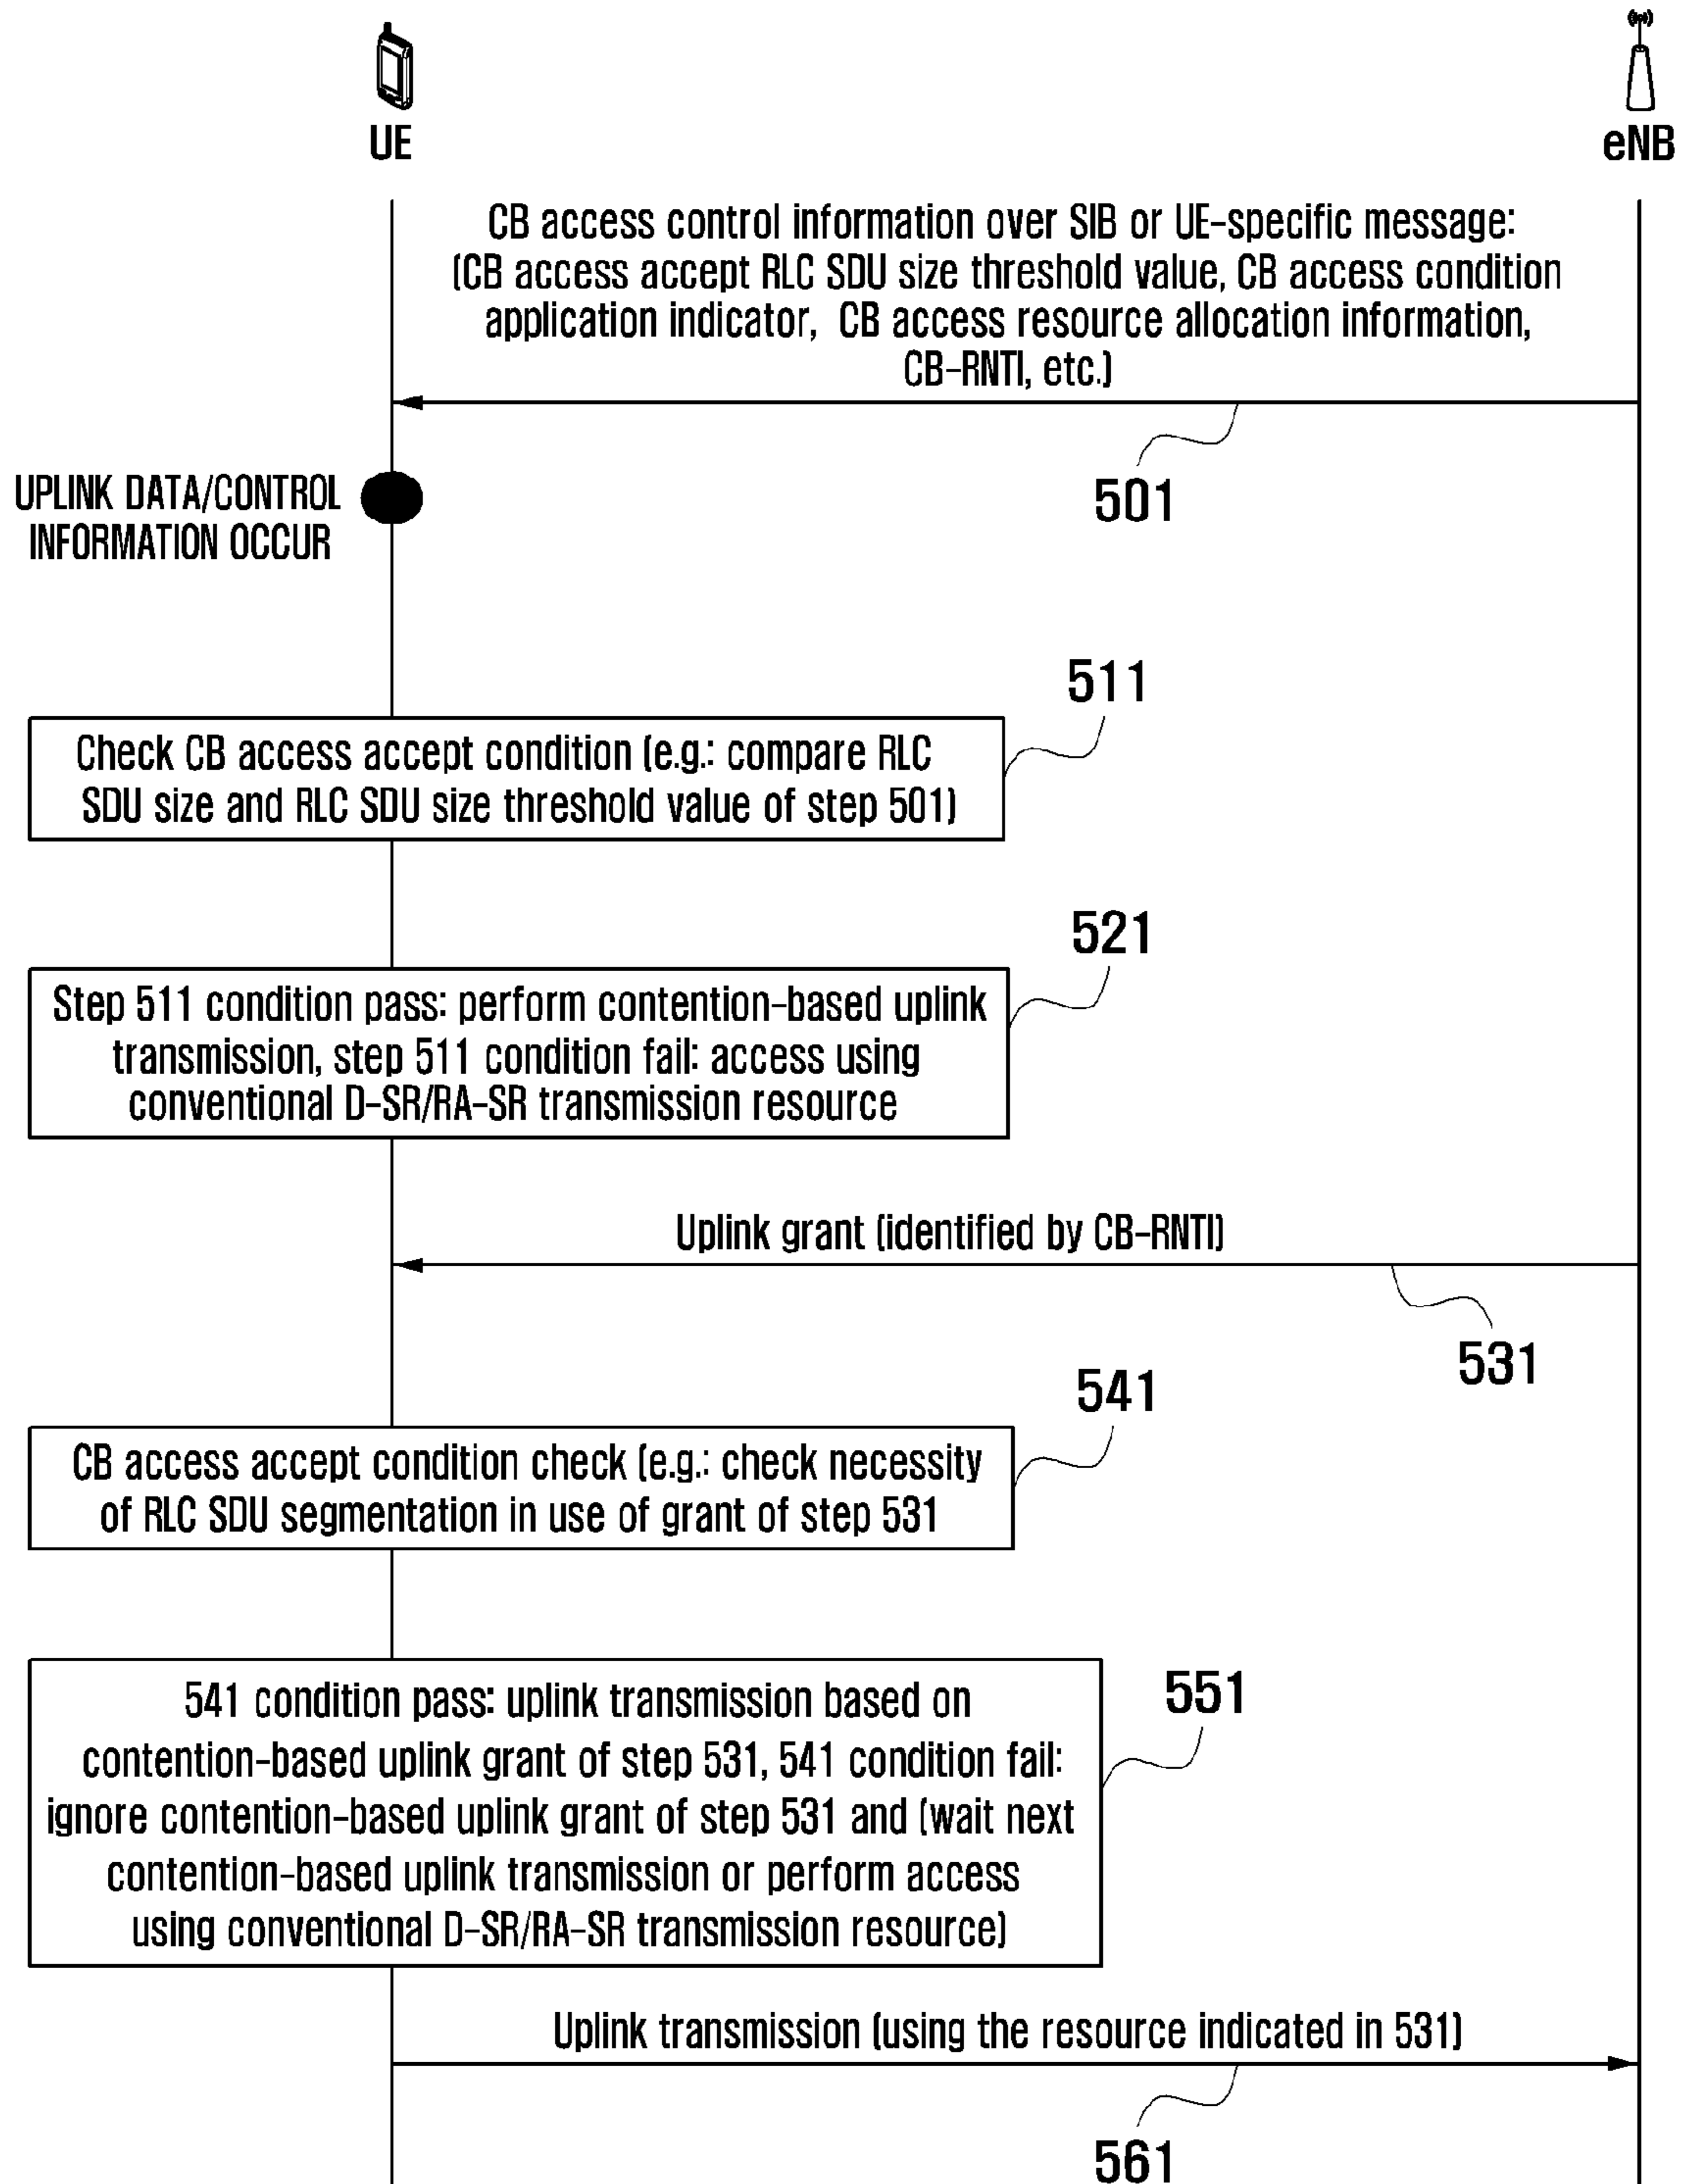 UE
eNB
CB access control information over SIB or UE-specific message:
(CB access accept RLC SDU size threshold value, CB access condition
application indicator, CB access resource allocation information,
CB-RNTI, etc.)
501
UPLINK DATA/CONTROL
INFORMATION OCCUR
511
Check CB access accept condition (e.g.: compare RLC
SDU size and RLC SDU size threshold value of step 501)
521
Step 511 condition pass: perform contention-based uplink
transmission, step 511 condition fail: access using
conventional D-SR/RA-SR transmission resource
Uplink grant (identified by CB-RNTI)
531
541
CB access accept condition check (e.g.: check necessity
of RLC SDU segmentation in use of grant of step 531
551
541 condition pass: uplink transmission based on
contention-based uplink grant of step 531, 541 condition fail:
ignore contention-based uplink grant of step 531 and (wait next
contention-based uplink transmission or perform access
using conventional D-SR/RA-SR transmission resource)
Uplink transmission (using the resource indicated in 531)
561